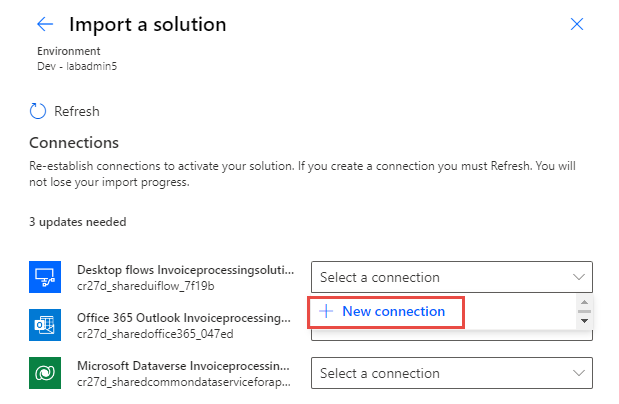 Import a solution
Environment
Dev - labadmin5
Refresh
Connections
Re-establish connections to activate your solution. If you create a connection you must Refresh. You will
not lose your import progress.
3 updates needed
Desktop flows Invoiceprocessingsoluti...
cr27d_shareduiflow_7f19b
Select a connection
New connection
Office 365 Outlook Invoiceprocessing...
cr27d_sharedoffice365_047ed
Microsoft Dataverse Invoiceprocessin...
cr27d_sharedcommondataserviceforap...
Select a connection